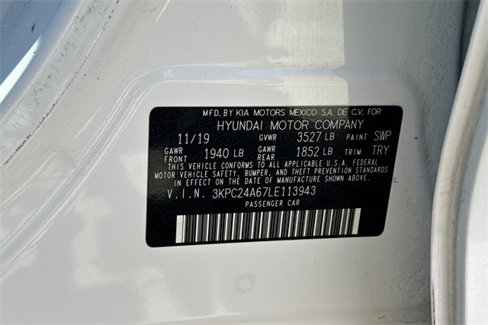 MFD. BY KIA MOTORS MEXICO S.A. DE C.V. FOR
HYUNDAI MOTOR COMPANY
11/19 GVWR 3527 LB PAINT SWP
GAWR FRONT 1940 LB GAWR REAR 1852 LB TRIM TRY
THIS VEHICLE CONFORMS TO ALL APPLICABLE U.S.A. FEDERAL
MOTOR VEHICLE SAFETY, BUMPER, AND THEFT PREVENTION STANDARDS
IN EFFECT ON THE DATE OF MANUFACTURE SHOWN ABOVE.
V.I.N. 3KPC24A67LE113943
PASSENGER CAR